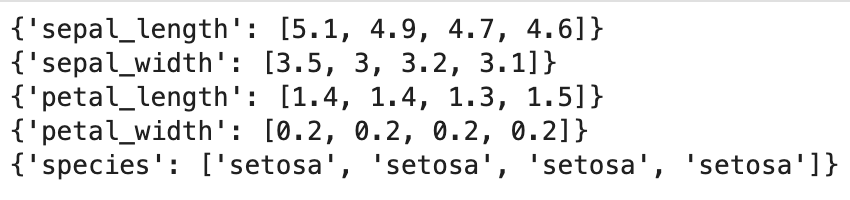 {'sepal_length': [5.1, 4.9, 4.7, 4.6]}
{'sepal_width': [3.5, 3, 3.2, 3.1]}
{'petal_length': [1.4, 1.4, 1.3, 1.5]}
{'petal_width': [0.2, 0.2, 0.2, 0.2]}
{'species': ['setosa', 'setosa', 'setosa', 'setosa']}